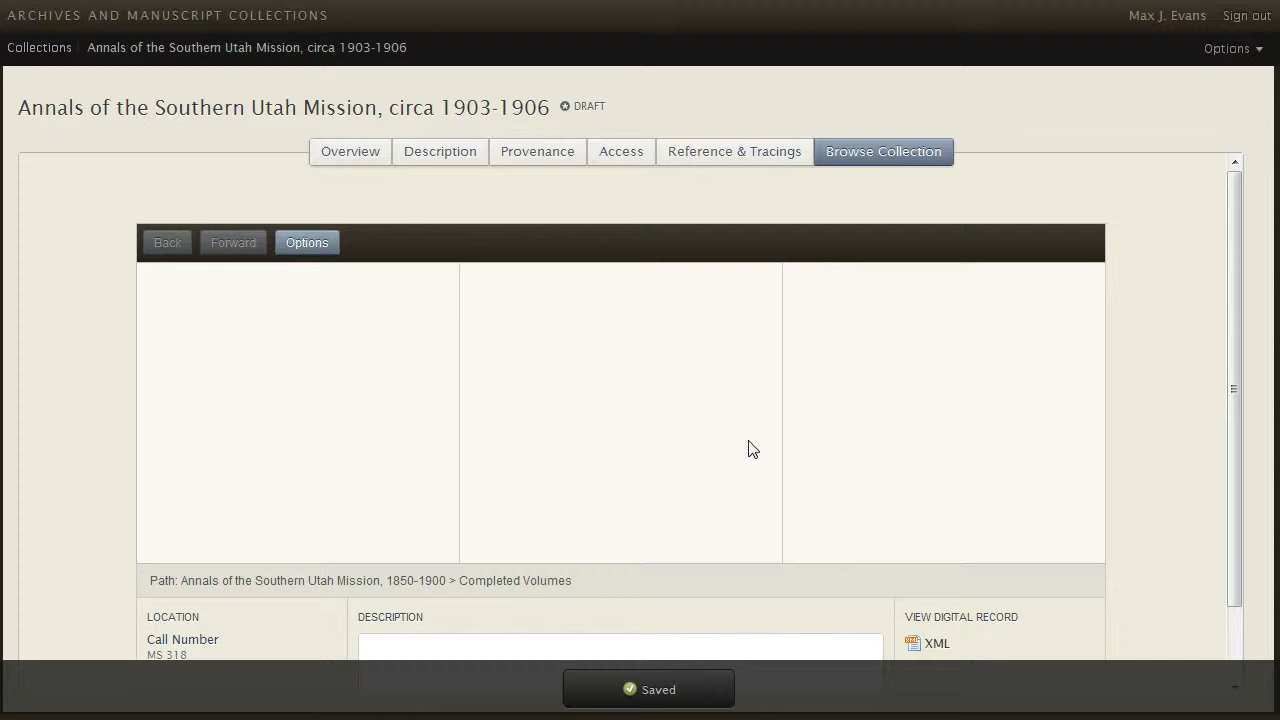 ARCHIVES AND MANUSCRIPT COLLECTIONS
Max J. Evans Sign out
Collections Annals of the Southern Utah Mission, circa 1903-1906
Options
Annals of the Southern Utah Mission, circa 1903-1906 DRAFT
Overview Description Provenance Access Reference & Tracings Browse Collection
Back Forward Options
Path: Annals of the Southern Utah Mission, 1850-1900 > Completed Volumes
LOCATION DESCRIPTION VIEW DIGITAL RECORD
Call Number
XML
MS 318
Saved